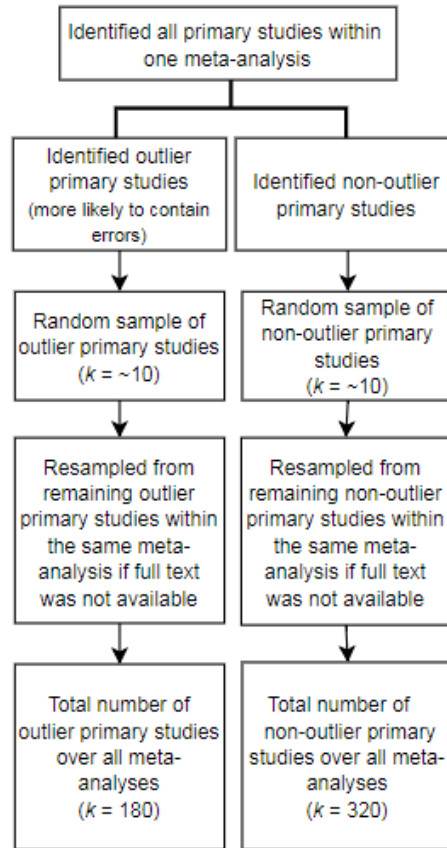 Identified all primary studies within
one meta-analysis
Identified outlier
primary studies
(more likely to contain
errors)
Identified non-outlier
primary studies
Random sample of
outlier primary studies
(k = ~10)
Random sample of
non-outlier primary
studies
(k = ~10)
Resampled from
remaining outlier
primary studies within
the same meta-
analysis if full text
was not available
Resampled from
remaining non-outlier
primary studies within
the same meta-
analysis if full text
was not available
Total number of
outlier primary studies
over all meta-
analyses
(k = 180)
Total number of
non-outlier primary
studies over all meta-
analyses
(k = 320)